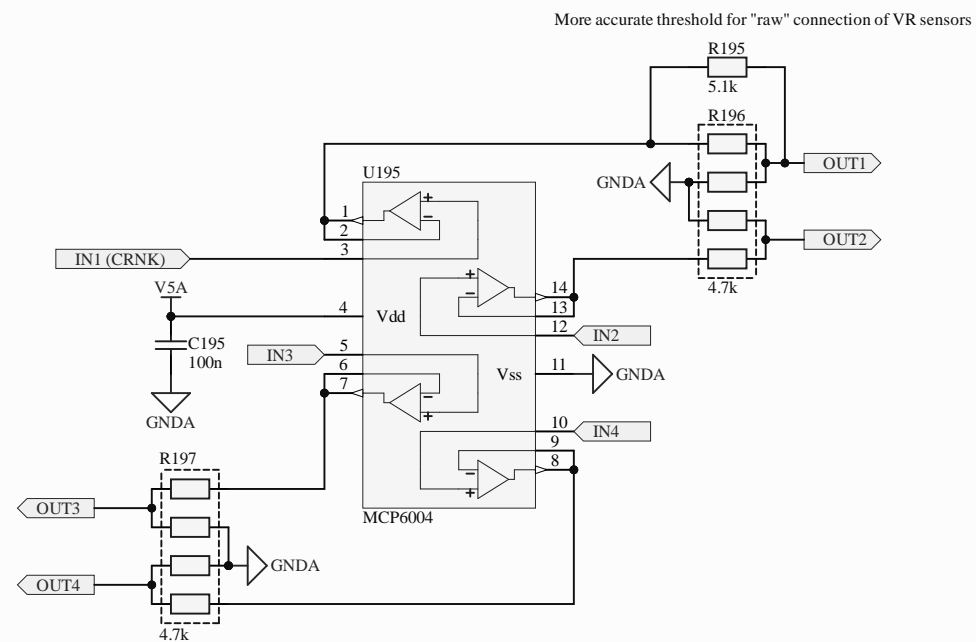 More accurate threshold for "raw" connection of VR sensors
R195
5.1k
R196
OUT1
GNDA
OUT2
4.7k
U195
+
−
1
2
3
IN1 (CRNK)
+
−
14
13
12
IN2
V5A
4
Vdd
C195
100n
GNDA
IN3
5
6
7
−
+
Vss
11
GNDA
10
IN4
9
8
−
+
MCP6004
R197
OUT3
GNDA
OUT4
4.7k